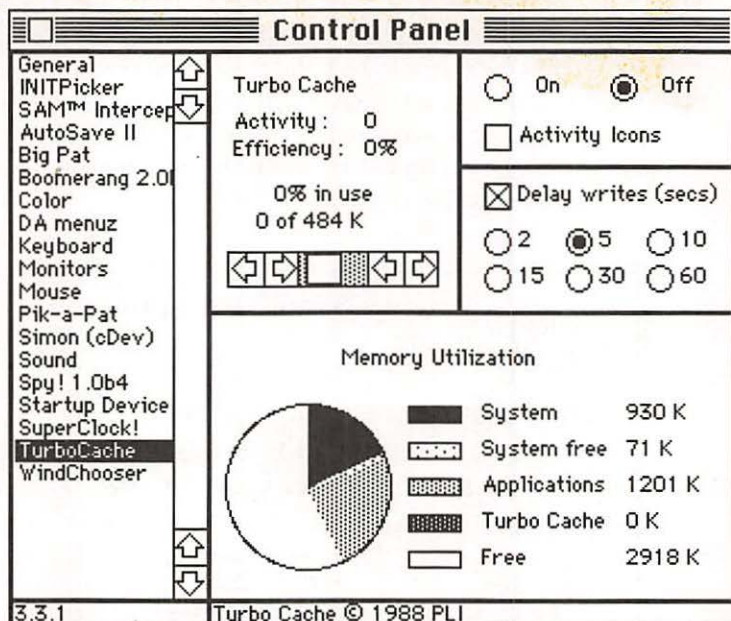 Control Panel
General
INITPicker
SAM™ Intercep
AutoSave II
Big Pat
Boomerang 2.0
Color
DA menuz
Keyboard
Monitors
Mouse
Pik-a-Pat
Simon (cDev)
Sound
Spy! 1.0b4
Startup Device
SuperClock!
TurboCache
WindChooser
3.3.1
Turbo Cache
Activity : 0
Efficiency : 0%
0% in use
0 of 484 K
On Off
Activity Icons
Delay writes (secs)
2 5 10
15 30 60
Memory Utilization
System 930 K
System free 71 K
Applications 1201 K
Turbo Cache 0 K
Free 2918 K
Turbo Cache © 1988 PLI